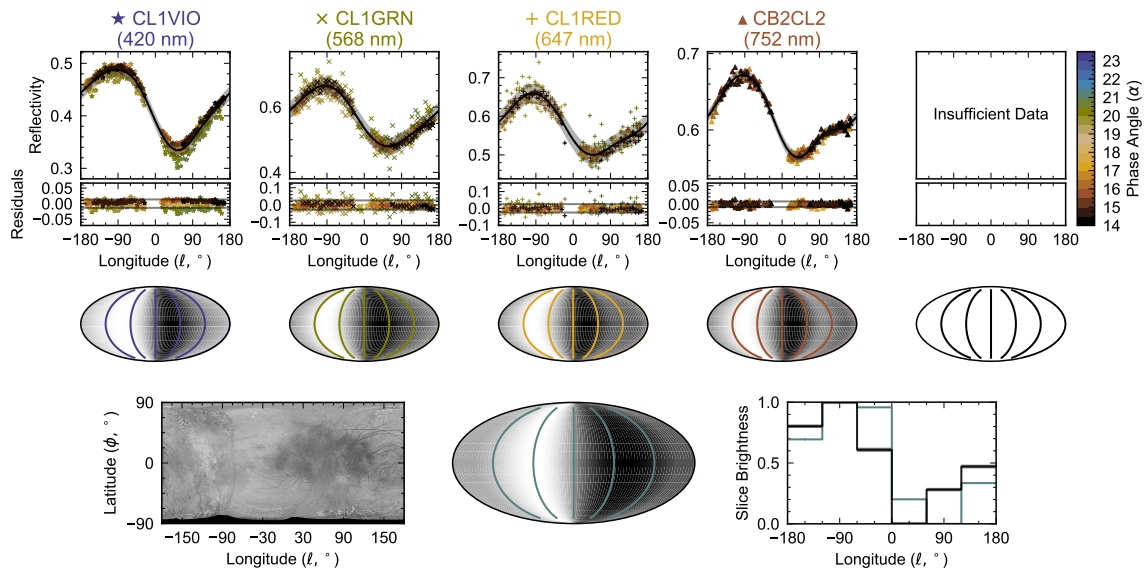 ★ CL1VIO
(420 nm)
× CL1GRN
(568 nm)
+ CL1RED
(647 nm)
▲ CB2CL2
(752 nm)
Reflectivity
0.5
0.4
0.3
0.6
0.4
0.7
0.6
0.5
0.7
0.6
Insufficient Data
Residuals
0.05
0.00
−0.05
0.1
0.0
−0.1
0.1
0.0
−0.1
0.05
0.00
−0.05
−180 −90 0 90 180
Longitude (ℓ, °)
−180 −90 0 90 180
Longitude (ℓ, °)
−180 −90 0 90 180
Longitude (ℓ, °)
−180 −90 0 90 180
Longitude (ℓ, °)
−180 −90 0 90 180
Longitude (ℓ, °)
23
22
21
20
19
18
17
16
15
14
Phase Angle (α)
Latitude (ϕ, °)
90
0
−90
−150 −90 −30 30 90 150
Longitude (ℓ, °)
Slice Brightness
1.0
0.5
0.0
−180 −90 0 90 180
Longitude (ℓ, °)